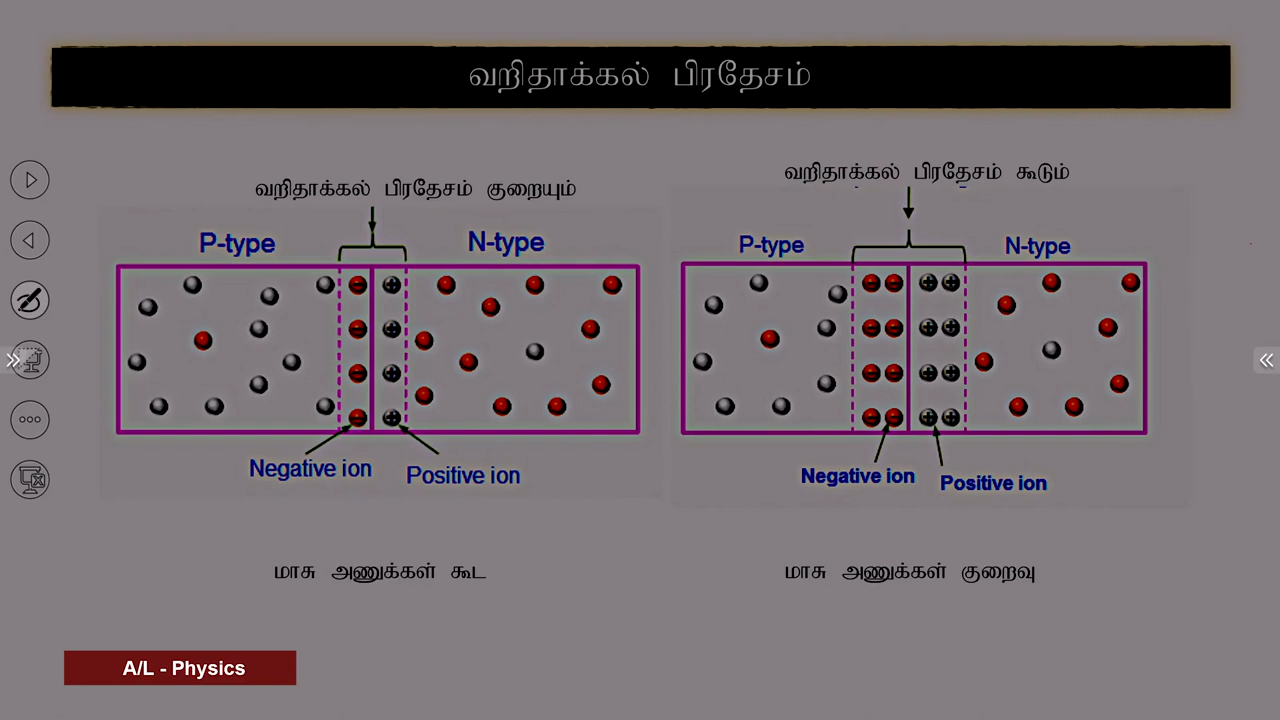 வறிதாக்கல் பிரதேசம்
வறிதாக்கல் பிரதேசம் குறையும்
P-type
N-type
Negative ion
Positive ion
மாசு அணுக்கள் கூட
வறிதாக்கல் பிரதேசம் கூடும்
P-type
N-type
Negative ion
Positive ion
மாசு அணுக்கள் குறைவு
A/L - Physics